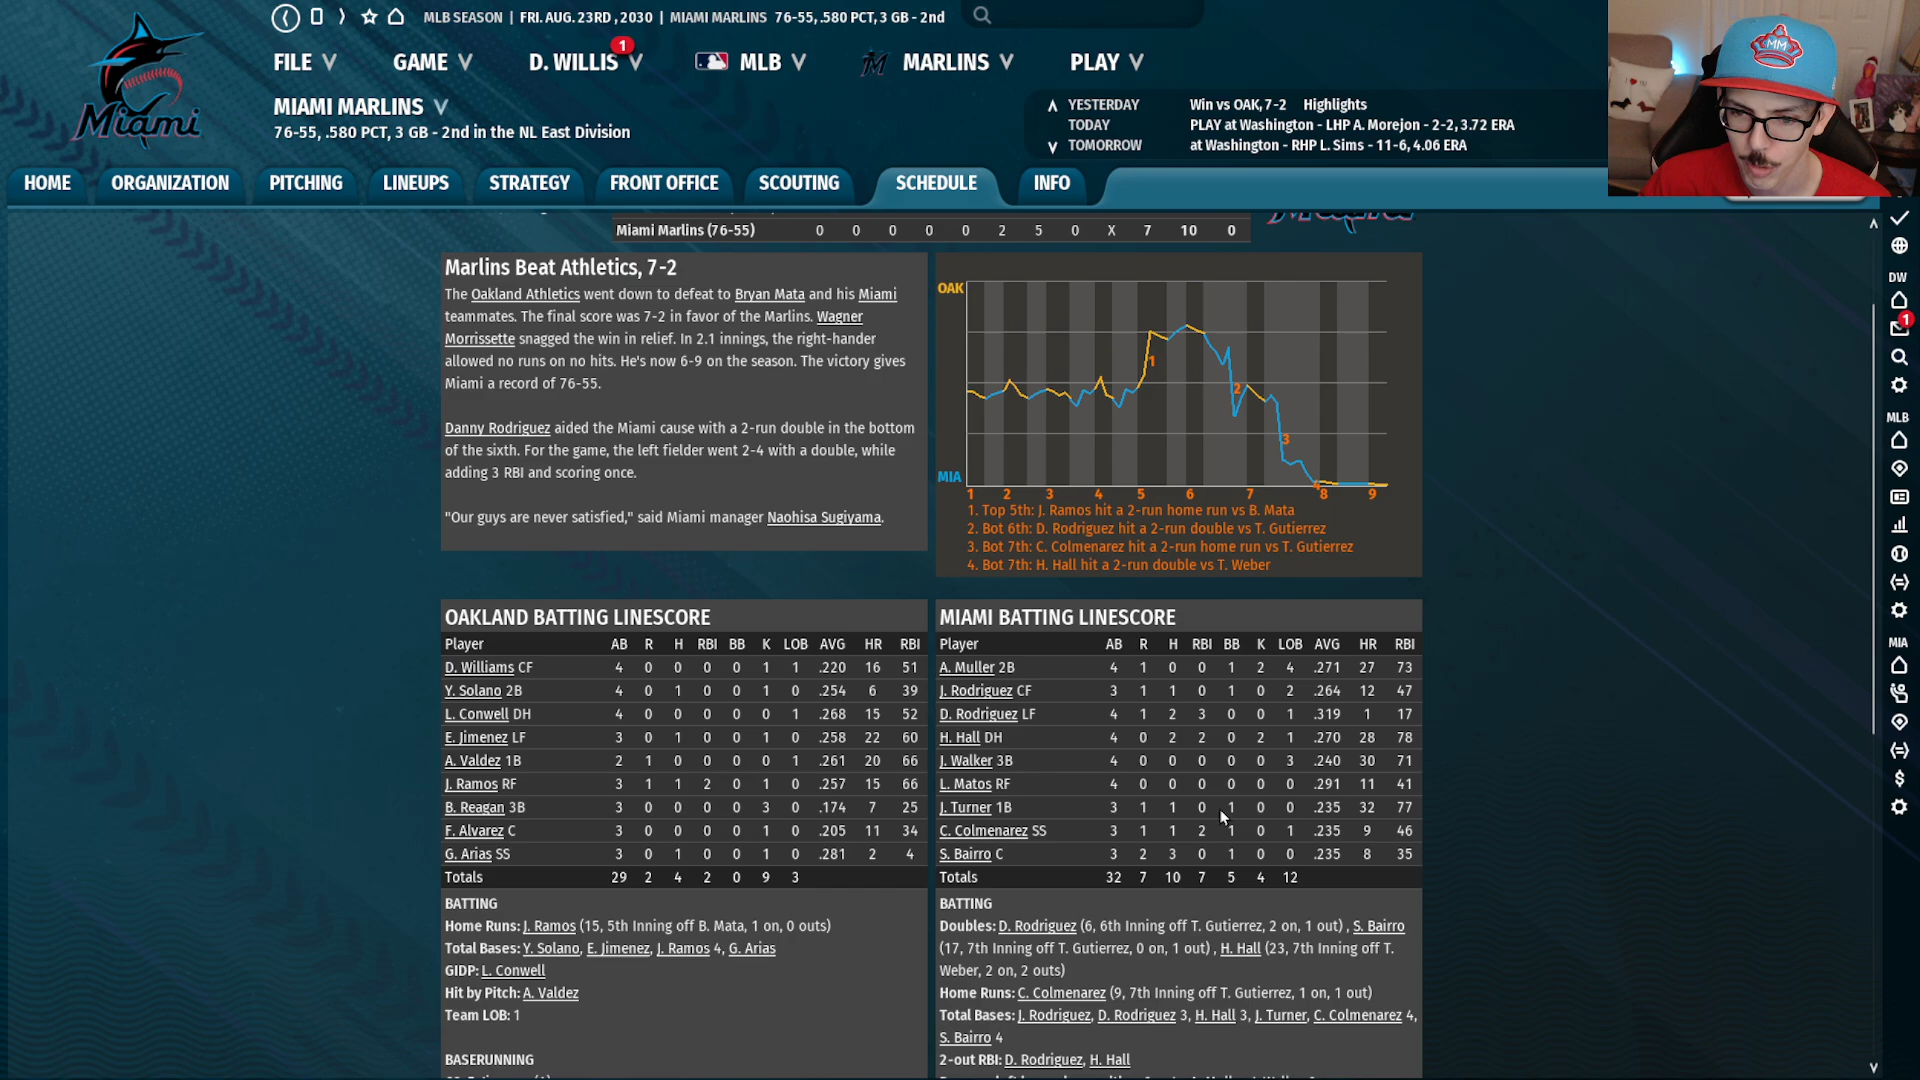 MLB SEASON | FRI. AUG. 23RD , 2030 | MIAMI MARLINS 76-55, .580 PCT, 3 GB - 2nd
FILE GAME D. WILLIS 1 MLB MARLINS PLAY
Miami
MIAMI MARLINS
76-55, .580 PCT, 3 GB - 2nd in the NL East Division
YESTERDAY Win vs OAK, 7-2 Highlights
TODAY PLAY at Washington - LHP A. Morejon - 2-2, 3.72 ERA
TOMORROW at Washington - RHP L. Sims - 11-6, 4.06 ERA
HOME ORGANIZATION PITCHING LINEUPS STRATEGY FRONT OFFICE SCOUTING SCHEDULE INFO
Miami Marlins (76-55) 0 0 0 0 0 2 5 0 X 7 10 0
Marlins Beat Athletics, 7-2
The Oakland Athletics went down to defeat to Bryan Mata and his Miami
teammates. The final score was 7-2 in favor of the Marlins. Wagner
Morrissette snagged the win in relief. In 2.1 innings, the right-hander
allowed no runs on no hits. He's now 6-9 on the season. The victory gives
Miami a record of 76-55.
Danny Rodriguez aided the Miami cause with a 2-run double in the bottom
of the sixth. For the game, the left fielder went 2-4 with a double, while
adding 3 RBI and scoring once.
"Our guys are never satisfied," said Miami manager Naohisa Sugiyama.
OAK
1
2
3
4
MIA
1 2 3 4 5 6 7 8 9
1. Top 5th: J. Ramos hit a 2-run home run vs B. Mata
2. Bot 6th: D. Rodriguez hit a 2-run double vs T. Gutierrez
3. Bot 7th: C. Colmenarez hit a 2-run home run vs T. Gutierrez
4. Bot 7th: H. Hall hit a 2-run double vs T. Weber
OAKLAND BATTING LINESCORE
Player AB R H RBI BB K LOB AVG HR RBI
D. Williams CF 4 0 0 0 0 1 1 .220 16 51
Y. Solano 2B 4 0 1 0 0 1 0 .254 6 39
L. Conwell DH 4 0 0 0 0 0 1 .268 15 52
E. Jimenez LF 3 0 1 0 0 1 0 .258 22 60
A. Valdez 1B 2 1 0 0 0 0 1 .261 20 66
J. Ramos RF 3 1 1 2 0 1 0 .257 15 66
B. Reagan 3B 3 0 0 0 0 3 0 .174 7 25
F. Alvarez C 3 0 0 0 0 1 0 .205 11 34
G. Arias SS 3 0 1 0 0 1 0 .281 2 4
Totals 29 2 4 2 0 9 3
BATTING
Home Runs: J. Ramos (15, 5th Inning off B. Mata, 1 on, 0 outs)
Total Bases: Y. Solano, E. Jimenez, J. Ramos 4, G. Arias
GIDP: L. Conwell
Hit by Pitch: A. Valdez
Team LOB: 1
BASERUNNING
MIAMI BATTING LINESCORE
Player AB R H RBI BB K LOB AVG HR RBI
A. Muller 2B 4 1 0 0 1 2 4 .271 27 73
J. Rodriguez CF 3 1 1 0 1 0 2 .264 12 47
D. Rodriguez LF 4 1 2 3 0 0 1 .319 1 17
H. Hall DH 4 0 2 2 0 2 1 .270 28 78
J. Walker 3B 4 0 0 0 0 0 3 .240 30 71
L. Matos RF 4 0 0 0 0 0 0 .291 11 41
J. Turner 1B 3 1 1 0 1 0 0 .235 32 77
C. Colmenarez SS 3 1 1 2 1 0 1 .235 9 46
S. Bairro C 3 2 3 0 1 0 0 .235 8 35
Totals 32 7 10 7 5 4 12
BATTING
Doubles: D. Rodriguez (6, 6th Inning off T. Gutierrez, 2 on, 1 out) , S. Bairro
(17, 7th Inning off T. Gutierrez, 0 on, 1 out) , H. Hall (23, 7th Inning off T.
Weber, 2 on, 2 outs)
Home Runs: C. Colmenarez (9, 7th Inning off T. Gutierrez, 1 on, 1 out)
Total Bases: J. Rodriguez, D. Rodriguez 3, H. Hall 3, J. Turner, C. Colmenarez 4,
S. Bairro 4
2-out RBI: D. Rodriguez, H. Hall
DW
1
MLB
MIA